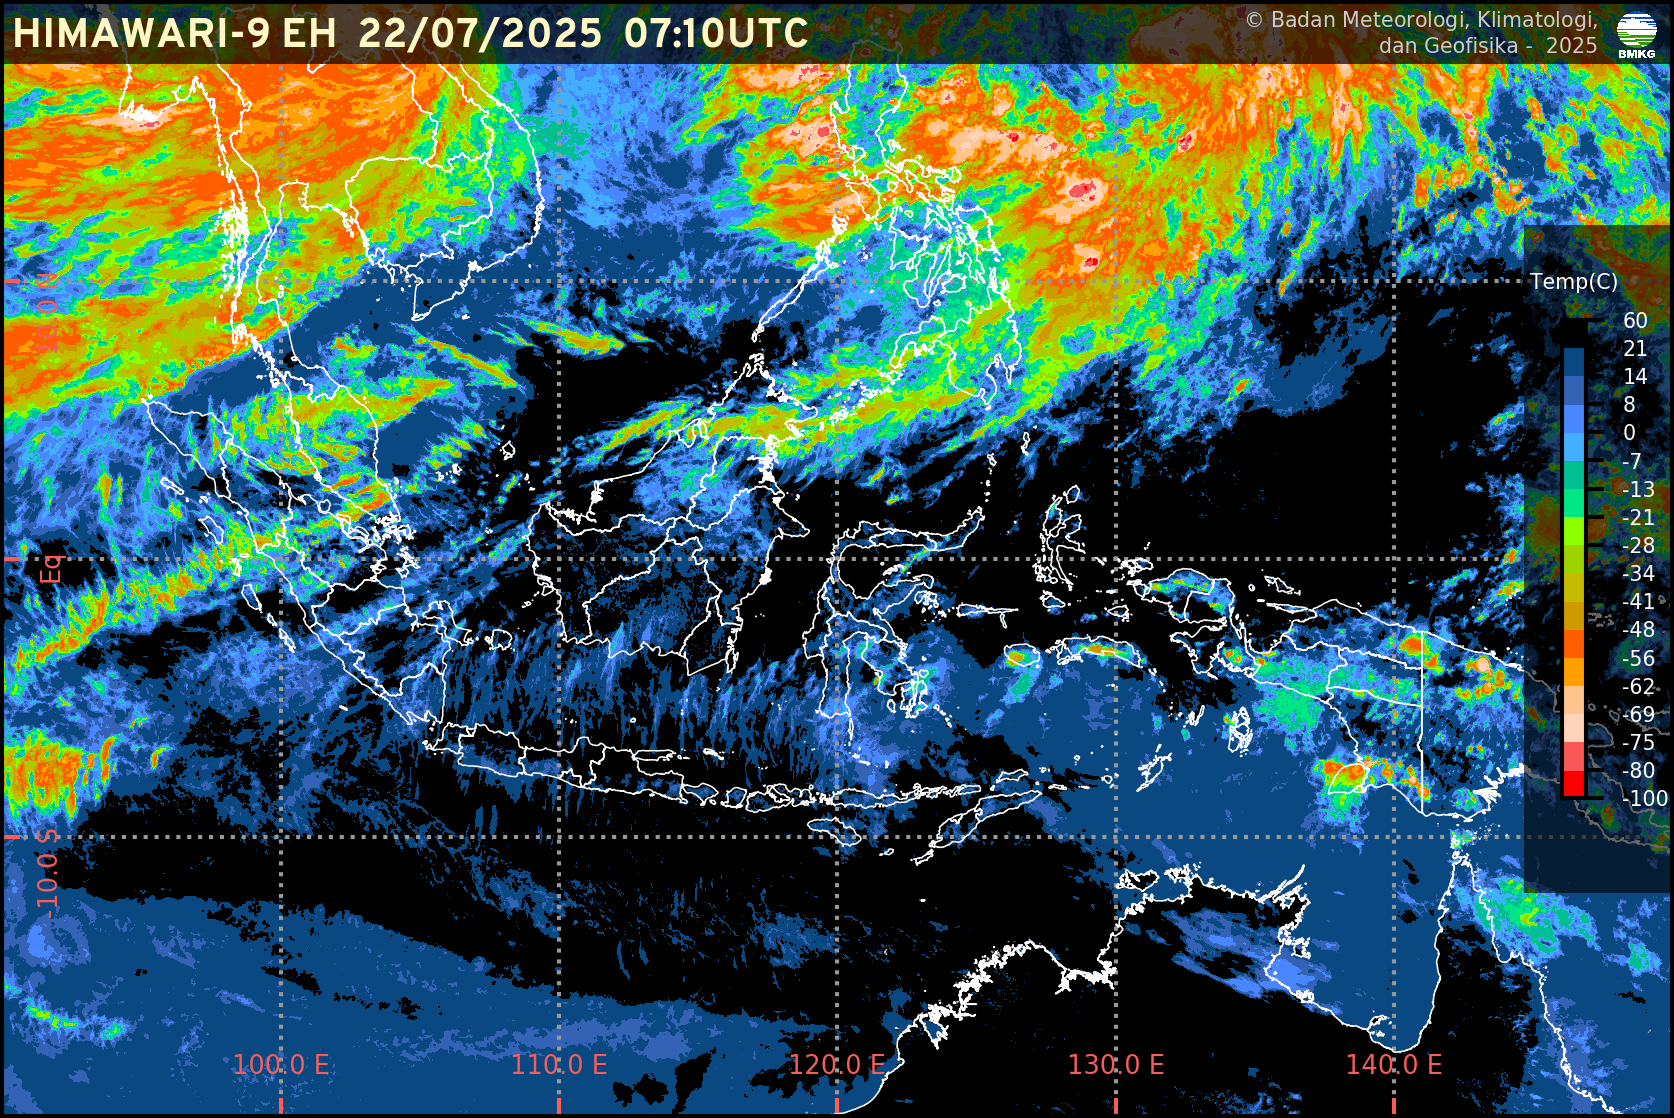 HIMAWARI-9 EH 22/07/2025 07:10UTC
© Badan Meteorologi, Klimatologi,
dan Geofisika - 2025
BMKG
Temp(C)
60
21
14
8
0
-7
-13
-21
-28
-34
-41
-48
-56
-62
-69
-75
-80
-100
Eq
-10.0 S
100.0 E
110.0 E
120.0 E
130.0 E
140.0 E